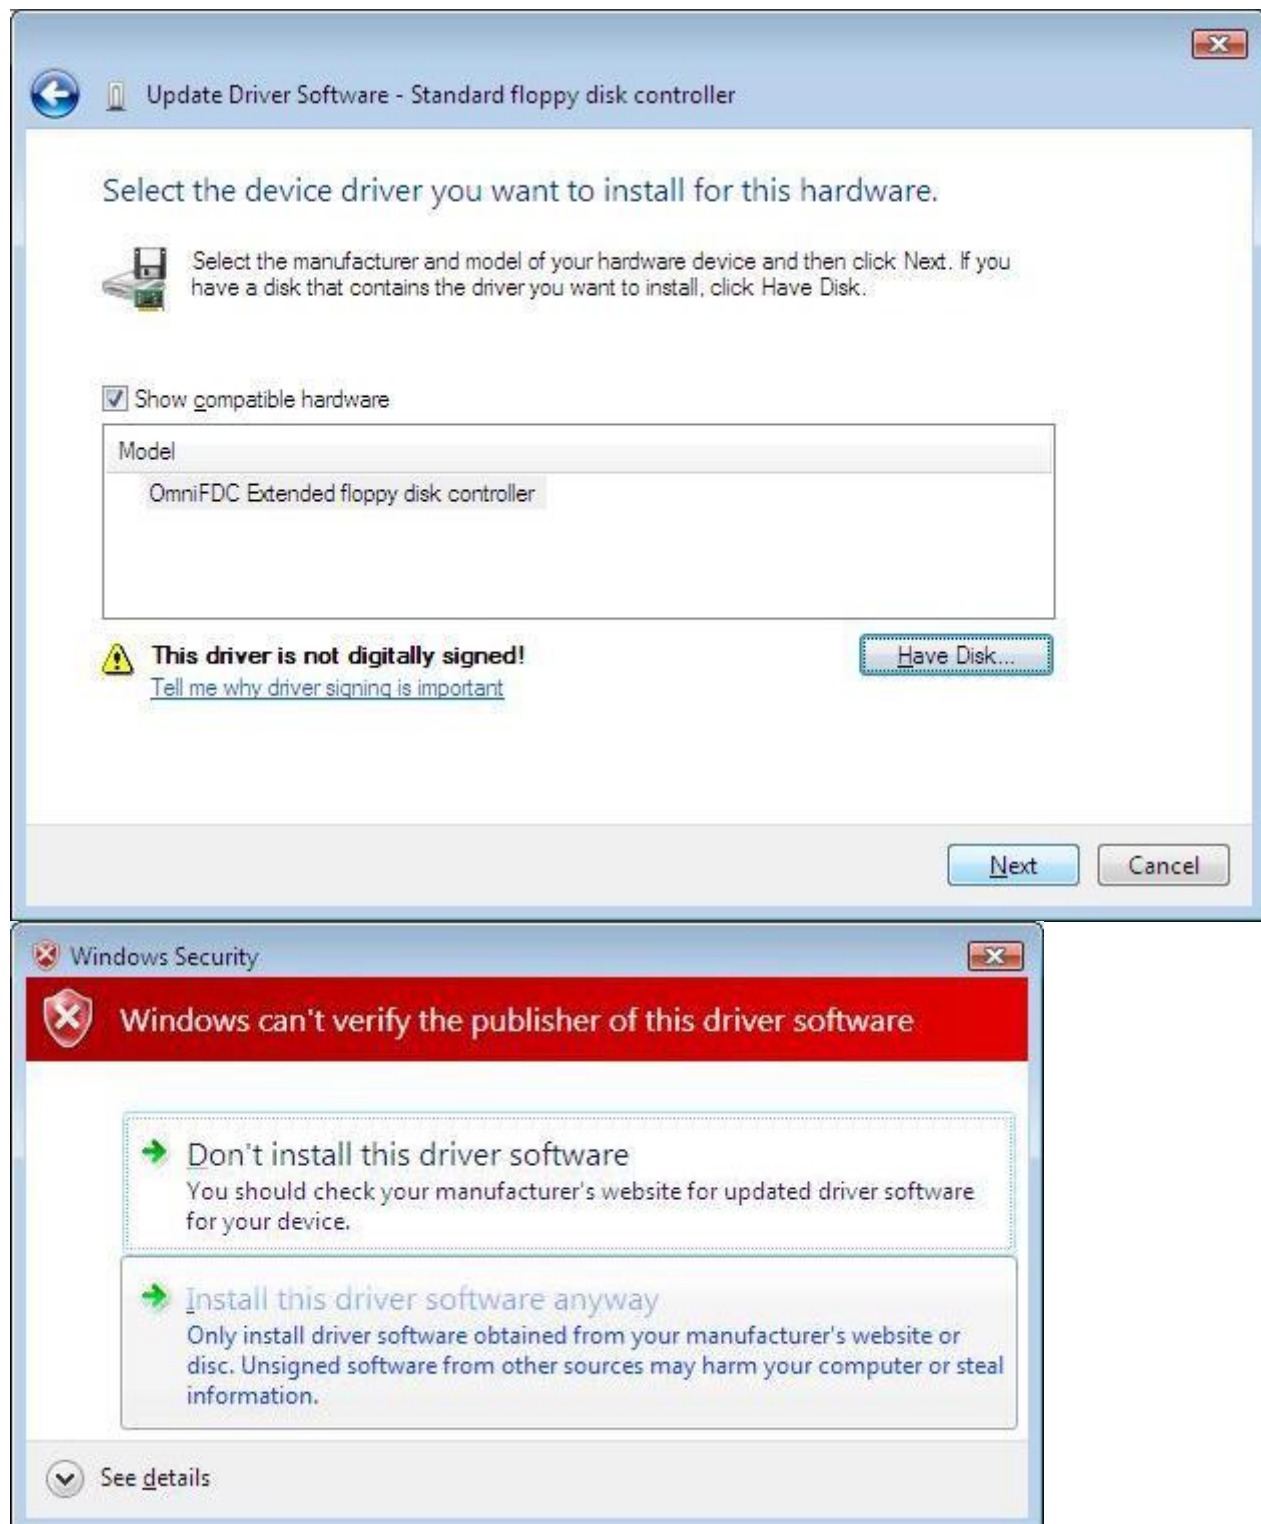 Update Driver Software - Standard floppy disk controller
Select the device driver you want to install for this hardware.
Select the manufacturer and model of your hardware device and then click Next. If you
have a disk that contains the driver you want to install, click Have Disk.
Show compatible hardware
Model
OmniFDC Extended floppy disk controller
This driver is not digitally signed!
Have Disk...
Tell me why driver signing is important
Next
Cancel
Windows Security
Windows can't verify the publisher of this driver software
Don't install this driver software
You should check your manufacturer's website for updated driver software
for your device.
Install this driver software anyway
Only install driver software obtained from your manufacturer's website or
disc. Unsigned software from other sources may harm your computer or steal
information.
See details